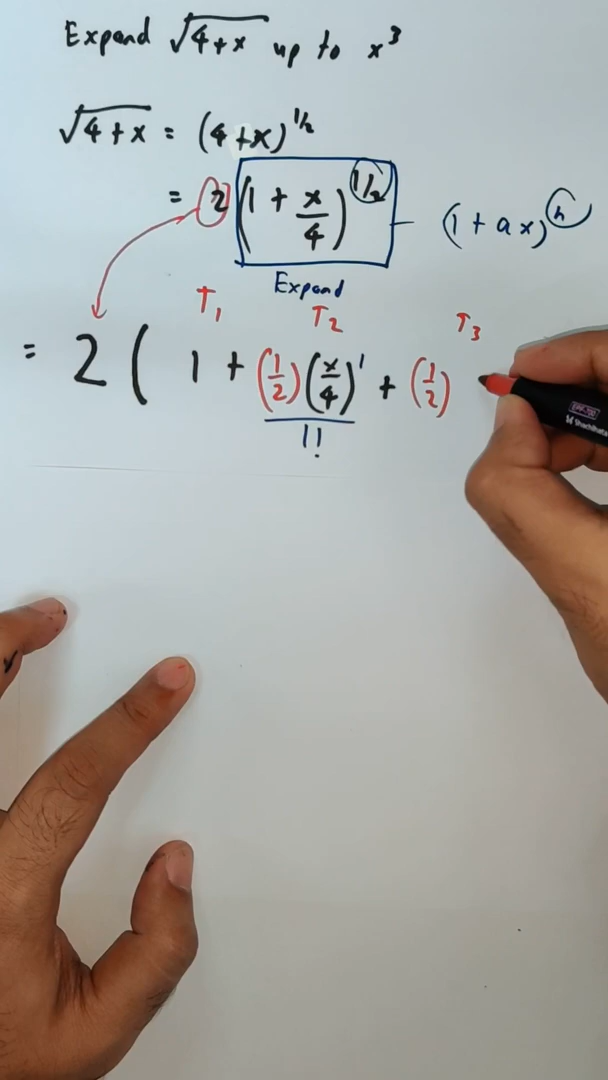 Expand √4+x up to x³
√4+x = (4+x)^1/2
= 2 (1 + x/4)^1/2 — (1 + ax)^n
Expand
T₁ T₂ T₃
= 2 ( 1 + (1/2)(x/4)^1 / 1! + (1/2)